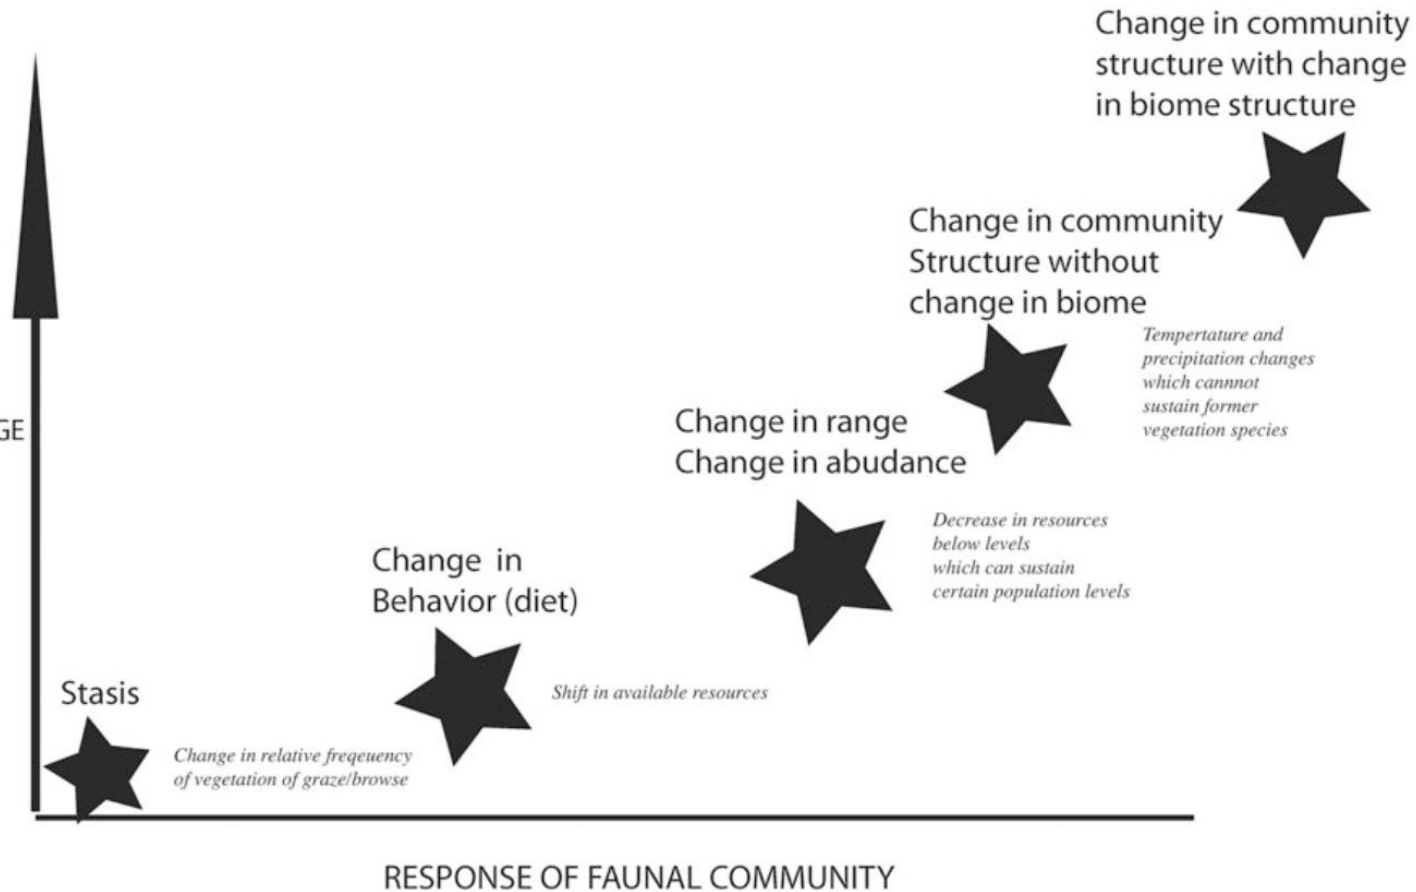 Change in community
structure with change
in biome structure
Change in community
Structure without
change in biome
Tempertature and
precipitation changes
which cannnot
sustain former
vegetation species
GE
Change in range
Change in abudance
Decrease in resources
below levels
which can sustain
certain population levels
Change in
Behavior (diet)
Shift in available resources
Stasis
Change in relative freqeuency
of vegetation of graze/browse
RESPONSE OF FAUNAL COMMUNITY